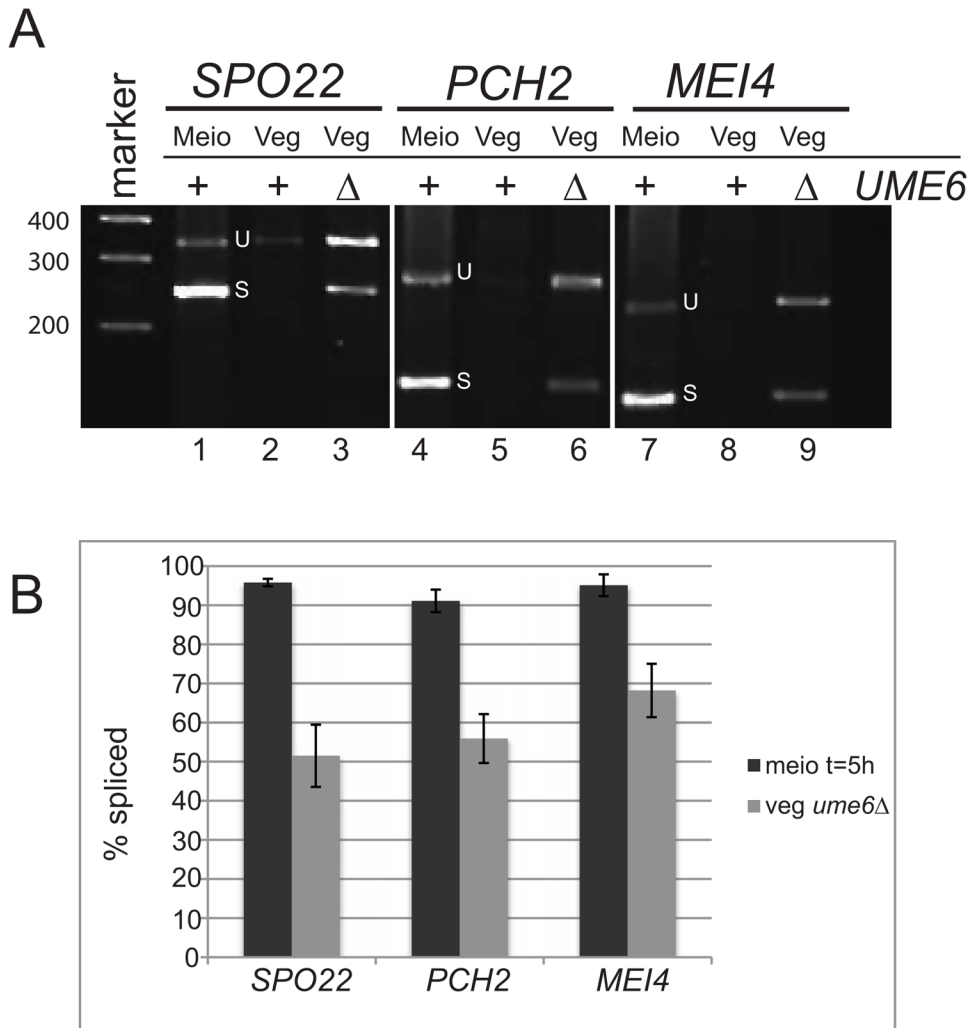 A
marker
SPO22 PCH2 MEI4
Meio Veg Veg Meio Veg Veg Meio Veg Veg
+ + Δ + + Δ + + Δ UME6
400
300
200
U
S
U
S
U
S
1 2 3 4 5 6 7 8 9
B
% spliced
100
90
80
70
60
50
40
30
20
10
0
SPO22 PCH2 MEI4
meio t=5h
veg ume6Δ